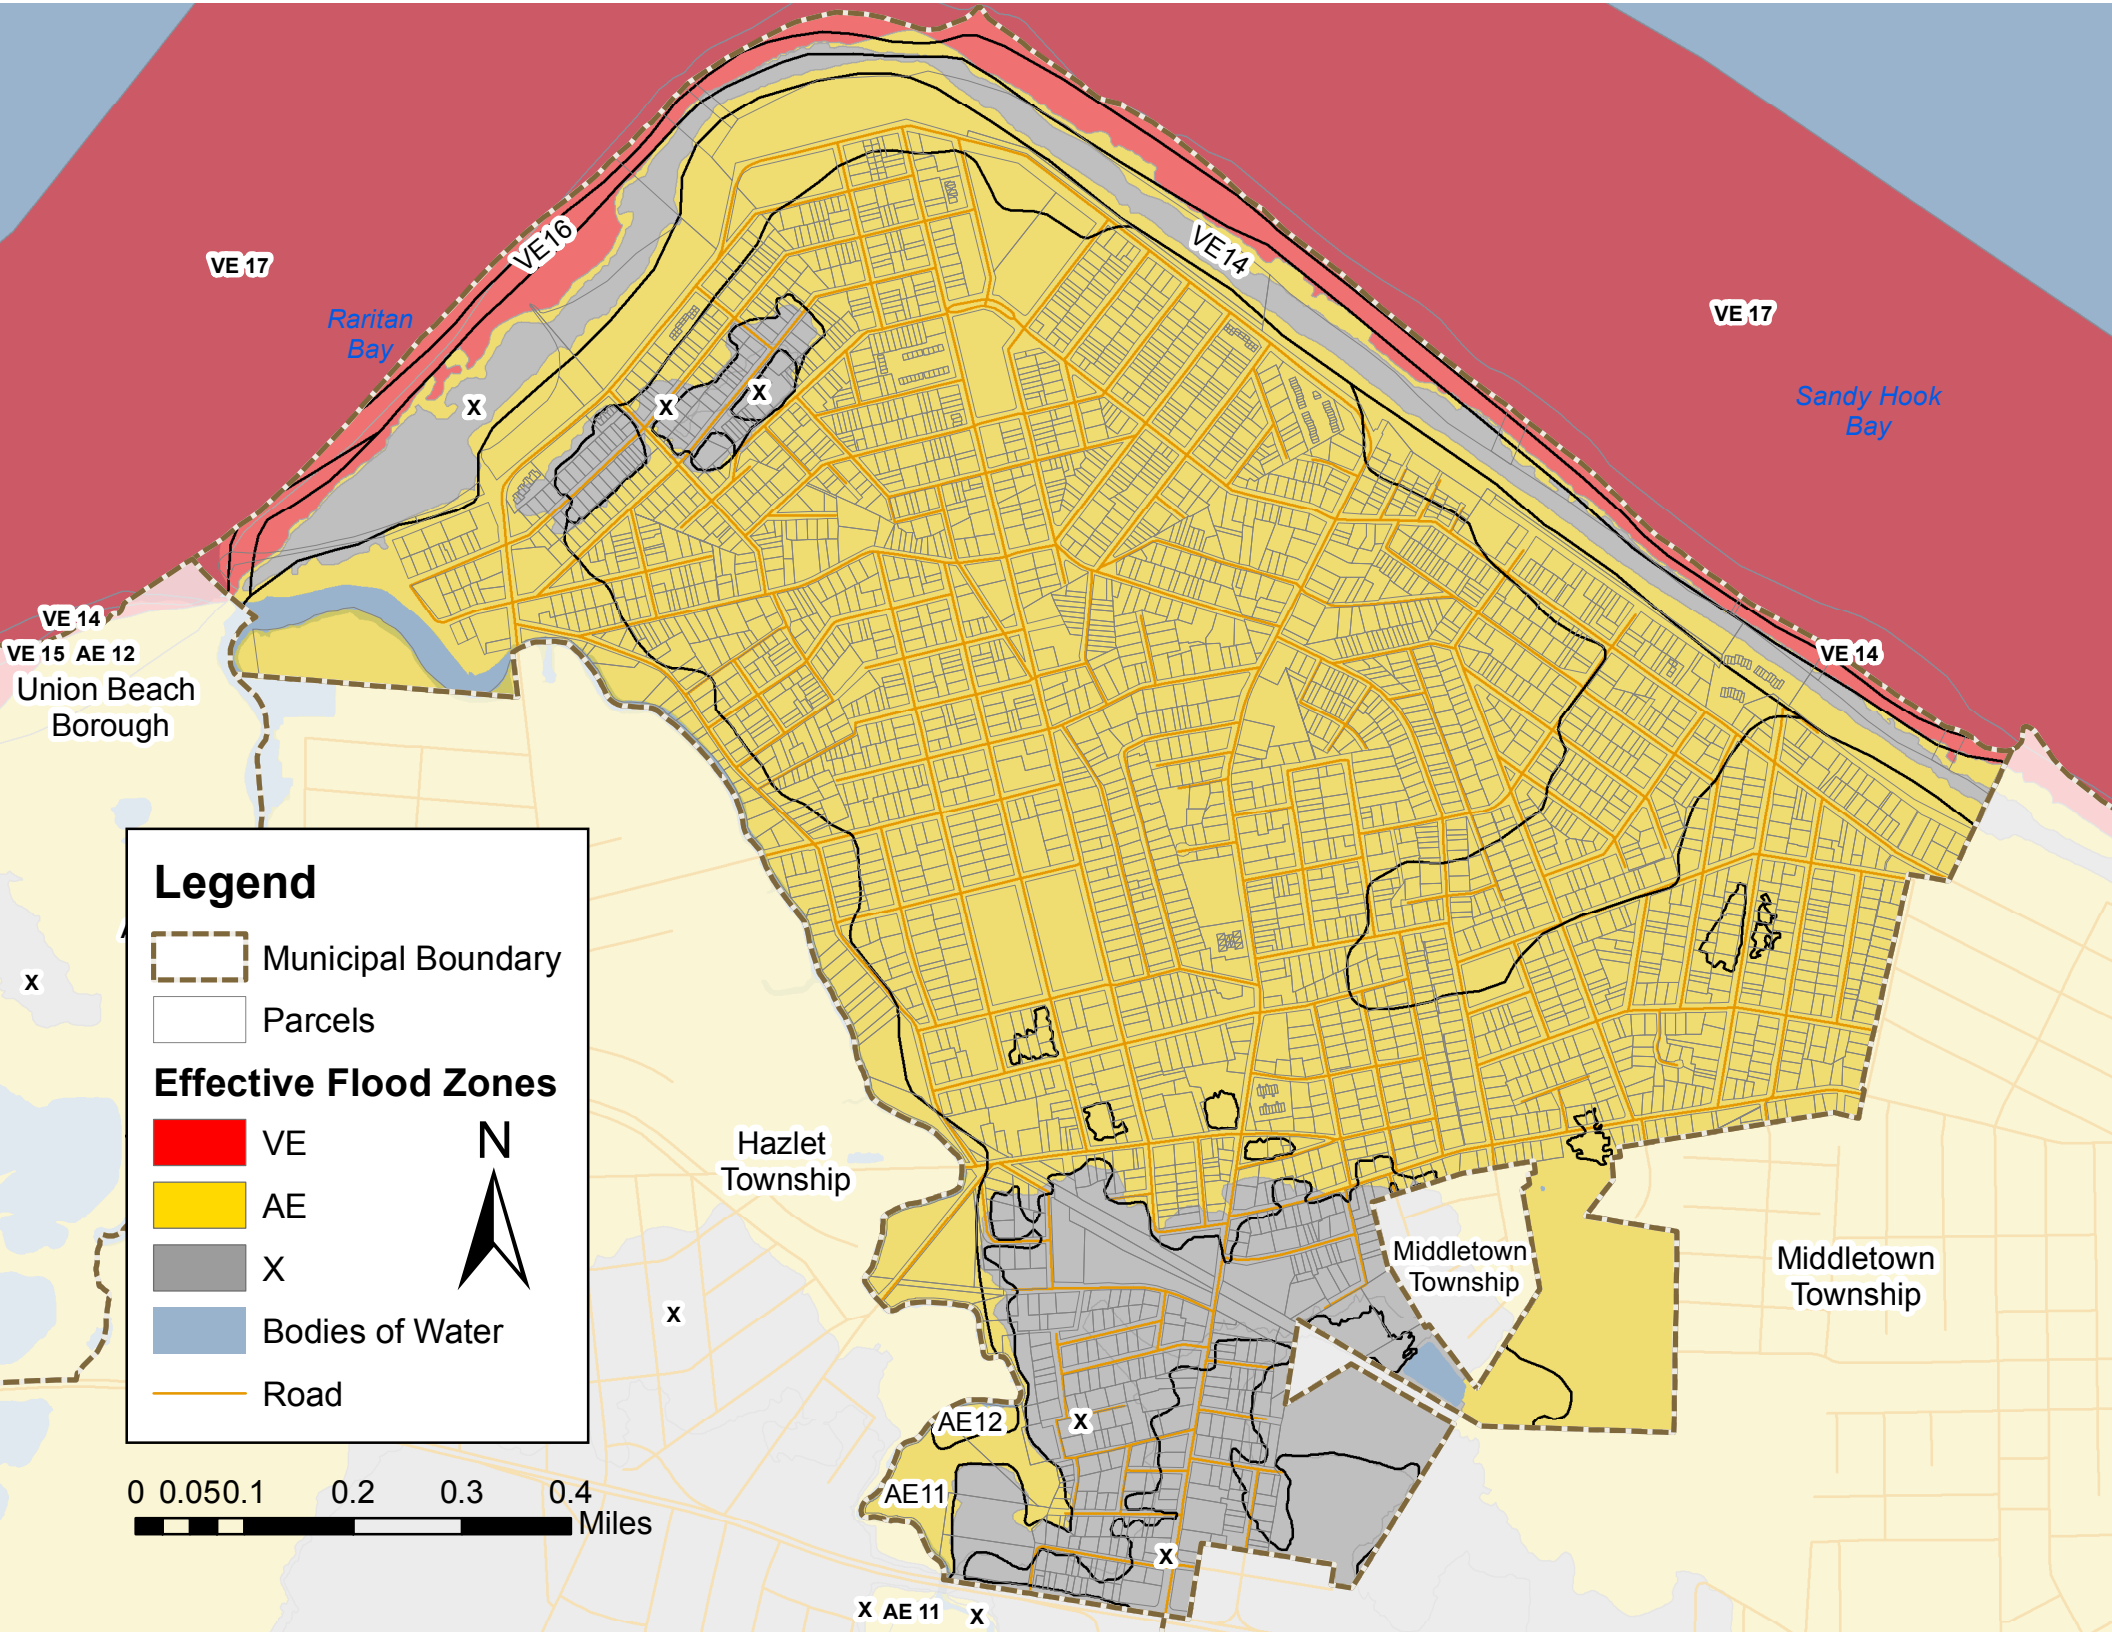 VE16
VE14
VE 17
Raritan
Bay
VE 17
X
X
X
Sandy Hook
Bay
VE 14
VE 15 AE 12
Union Beach
Borough
VE 14
X
Legend
Municipal Boundary
Parcels
Effective Flood Zones
VE
AE
X
Bodies of Water
Road
N
Hazlet
Township
Middletown
Township
Middletown
Township
X
AE12
X
AE11
0 0.050.1 0.2 0.3 0.4
Miles
X
X AE 11 X